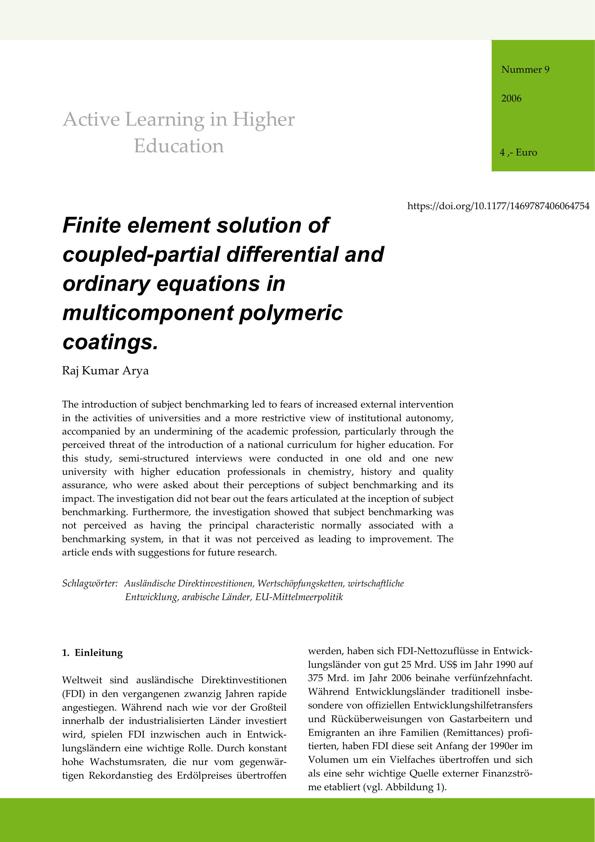 Nummer 9
2006
4 ,- Euro
Active Learning in Higher
Education
https://doi.org/10.1177/1469787406064754
Finite element solution of
coupled-partial differential and
ordinary equations in
multicomponent polymeric
coatings.
Raj Kumar Arya
The introduction of subject benchmarking led to fears of increased external intervention
in the activities of universities and a more restrictive view of institutional autonomy,
accompanied by an undermining of the academic profession, particularly through the
perceived threat of the introduction of a national curriculum for higher education. For
this study, semi-structured interviews were conducted in one old and one new
university with higher education professionals in chemistry, history and quality
assurance, who were asked about their perceptions of subject benchmarking and its
impact. The investigation did not bear out the fears articulated at the inception of subject
benchmarking. Furthermore, the investigation showed that subject benchmarking was
not perceived as having the principal characteristic normally associated with a
benchmarking system, in that it was not perceived as leading to improvement. The
article ends with suggestions for future research.
Schlagwörter: Ausländische Direktinvestitionen, Wertschöpfungsketten, wirtschaftliche
Entwicklung, arabische Länder, EU-Mittelmeerpolitik
1. Einleitung
Weltweit sind ausländische Direktinvestitionen
(FDI) in den vergangenen zwanzig Jahren rapide
angestiegen. Während nach wie vor der Großteil
innerhalb der industrialisierten Länder investiert
wird, spielen FDI inzwischen auch in Entwick-
lungsländern eine wichtige Rolle. Durch konstant
hohe Wachstumsraten, die nur vom gegenwär-
tigen Rekordanstieg des Erdölpreises übertroffen
werden, haben sich FDI-Nettozuflüsse in Entwick-
lungsländer von gut 25 Mrd. US$ im Jahr 1990 auf
375 Mrd. im Jahr 2006 beinahe verfünfzehnfacht.
Während Entwicklungsländer traditionell insbe-
sondere von offiziellen Entwicklungshilfetransfers
und Rücküberweisungen von Gastarbeitern und
Emigranten an ihre Familien (Remittances) profi-
tierten, haben FDI diese seit Anfang der 1990er im
Volumen um ein Vielfaches übertroffen und sich
als eine sehr wichtige Quelle externer Finanzströ-
me etabliert (vgl. Abbildung 1).